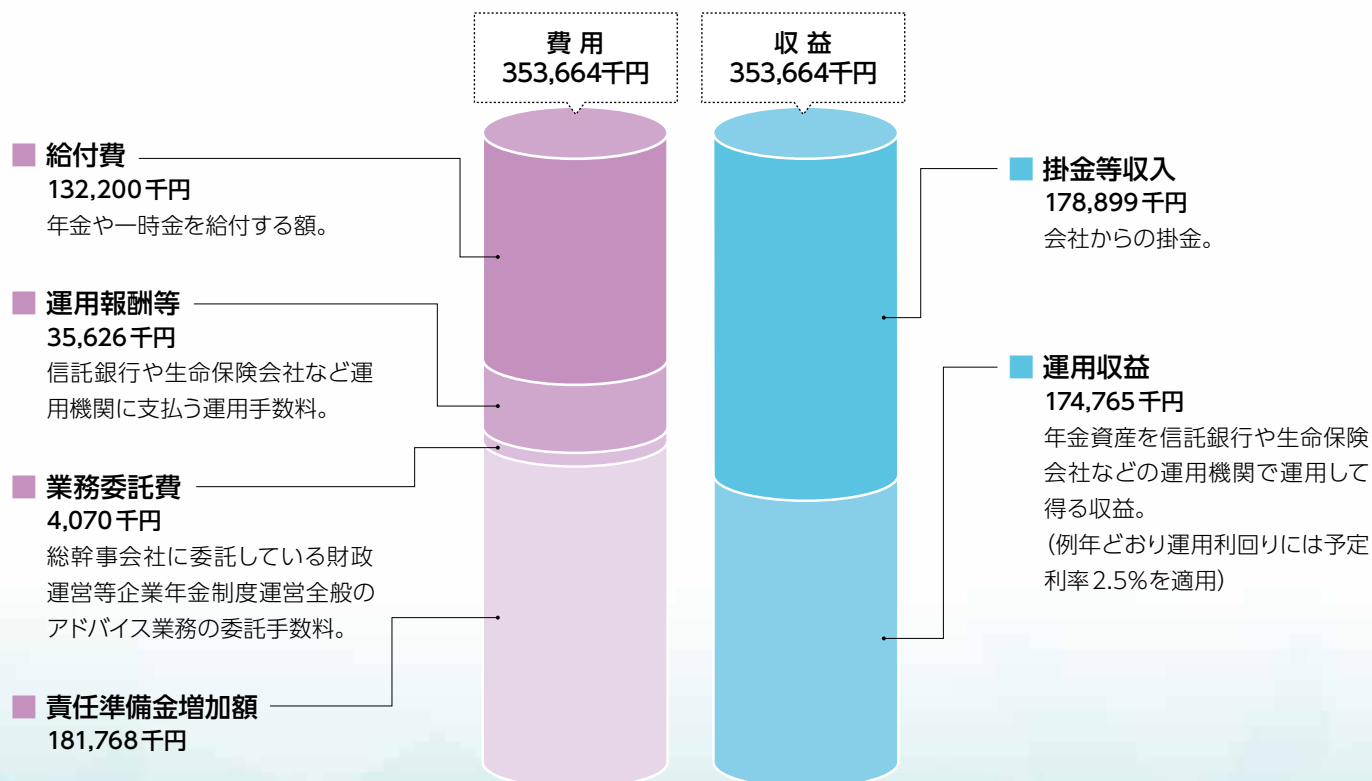 費用
353,664千円
収益
353,664千円
給付費
132,200千円
年金や一時金を給付する額。
運用報酬等
35,626千円
信託銀行や生命保険会社など運
用機関に支払う運用手数料。
業務委託費
4,070千円
総幹事会社に委託している財政
運営等企業年金制度運営全般の
アドバイス業務の委託手数料。
責任準備金増加額
181,768千円
掛金等収入
178,899千円
会社からの掛金。
運用収益
174,765千円
年金資産を信託銀行や生命保険
会社などの運用機関で運用して
得る収益。
(例年どおり運用利回りには予定
利率2.5%を適用)